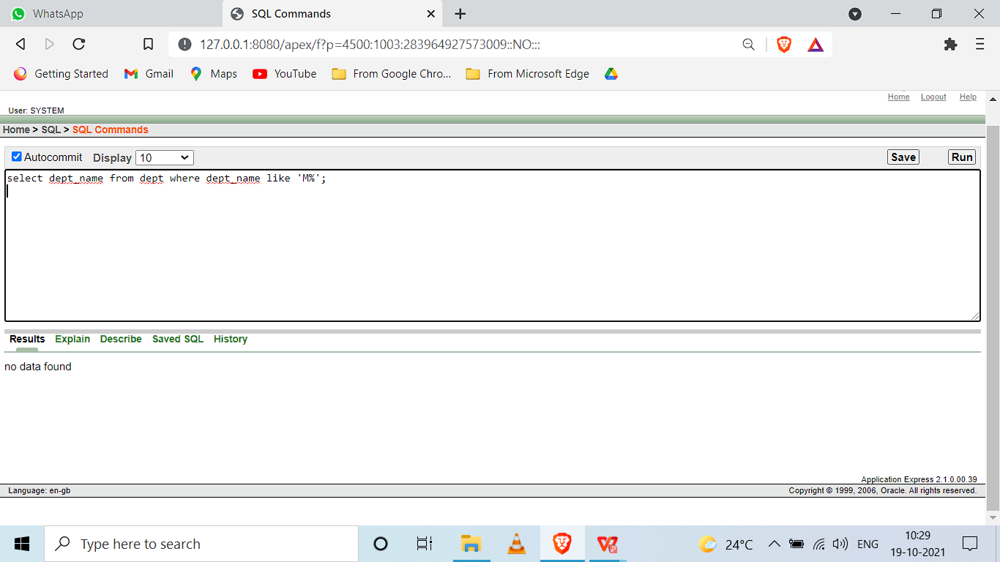 WhatsApp
SQL Commands
127.0.0.1:8080/apex/f?p=4500:1003:283964927573009::NO:::
Getting Started
Gmail
Maps
YouTube
From Google Chro...
From Microsoft Edge
Home Logout Help
User: SYSTEM
Home > SQL > SQL Commands
Autocommit Display 10 Save Run
select dept_name from dept where dept_name like 'M%';
Results Explain Describe Saved SQL History
no data found
Application Express 2.1.0.00.39
Language: en-gb
Copyright © 1999, 2006, Oracle. All rights reserved.
Type here to search
24°C
ENG
10:29
19-10-2021